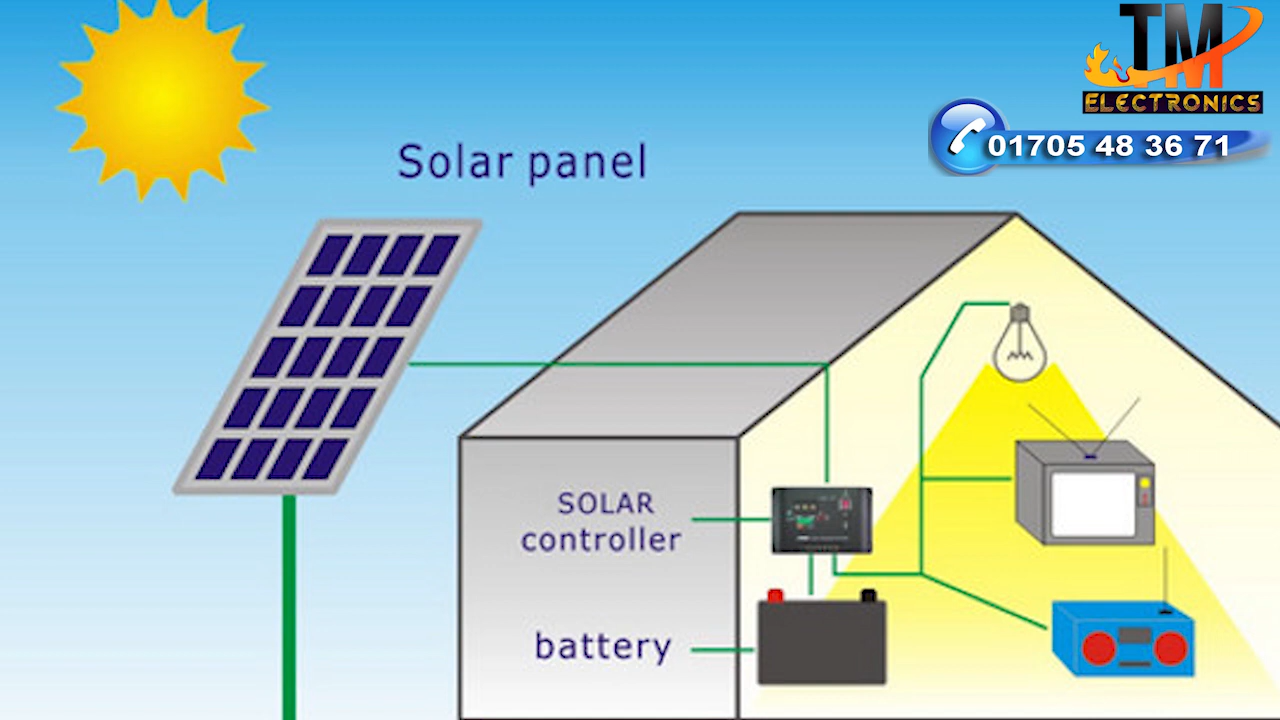 TM
ELECTRONICS
01705 48 36 71
Solar panel
SOLAR
controller
battery